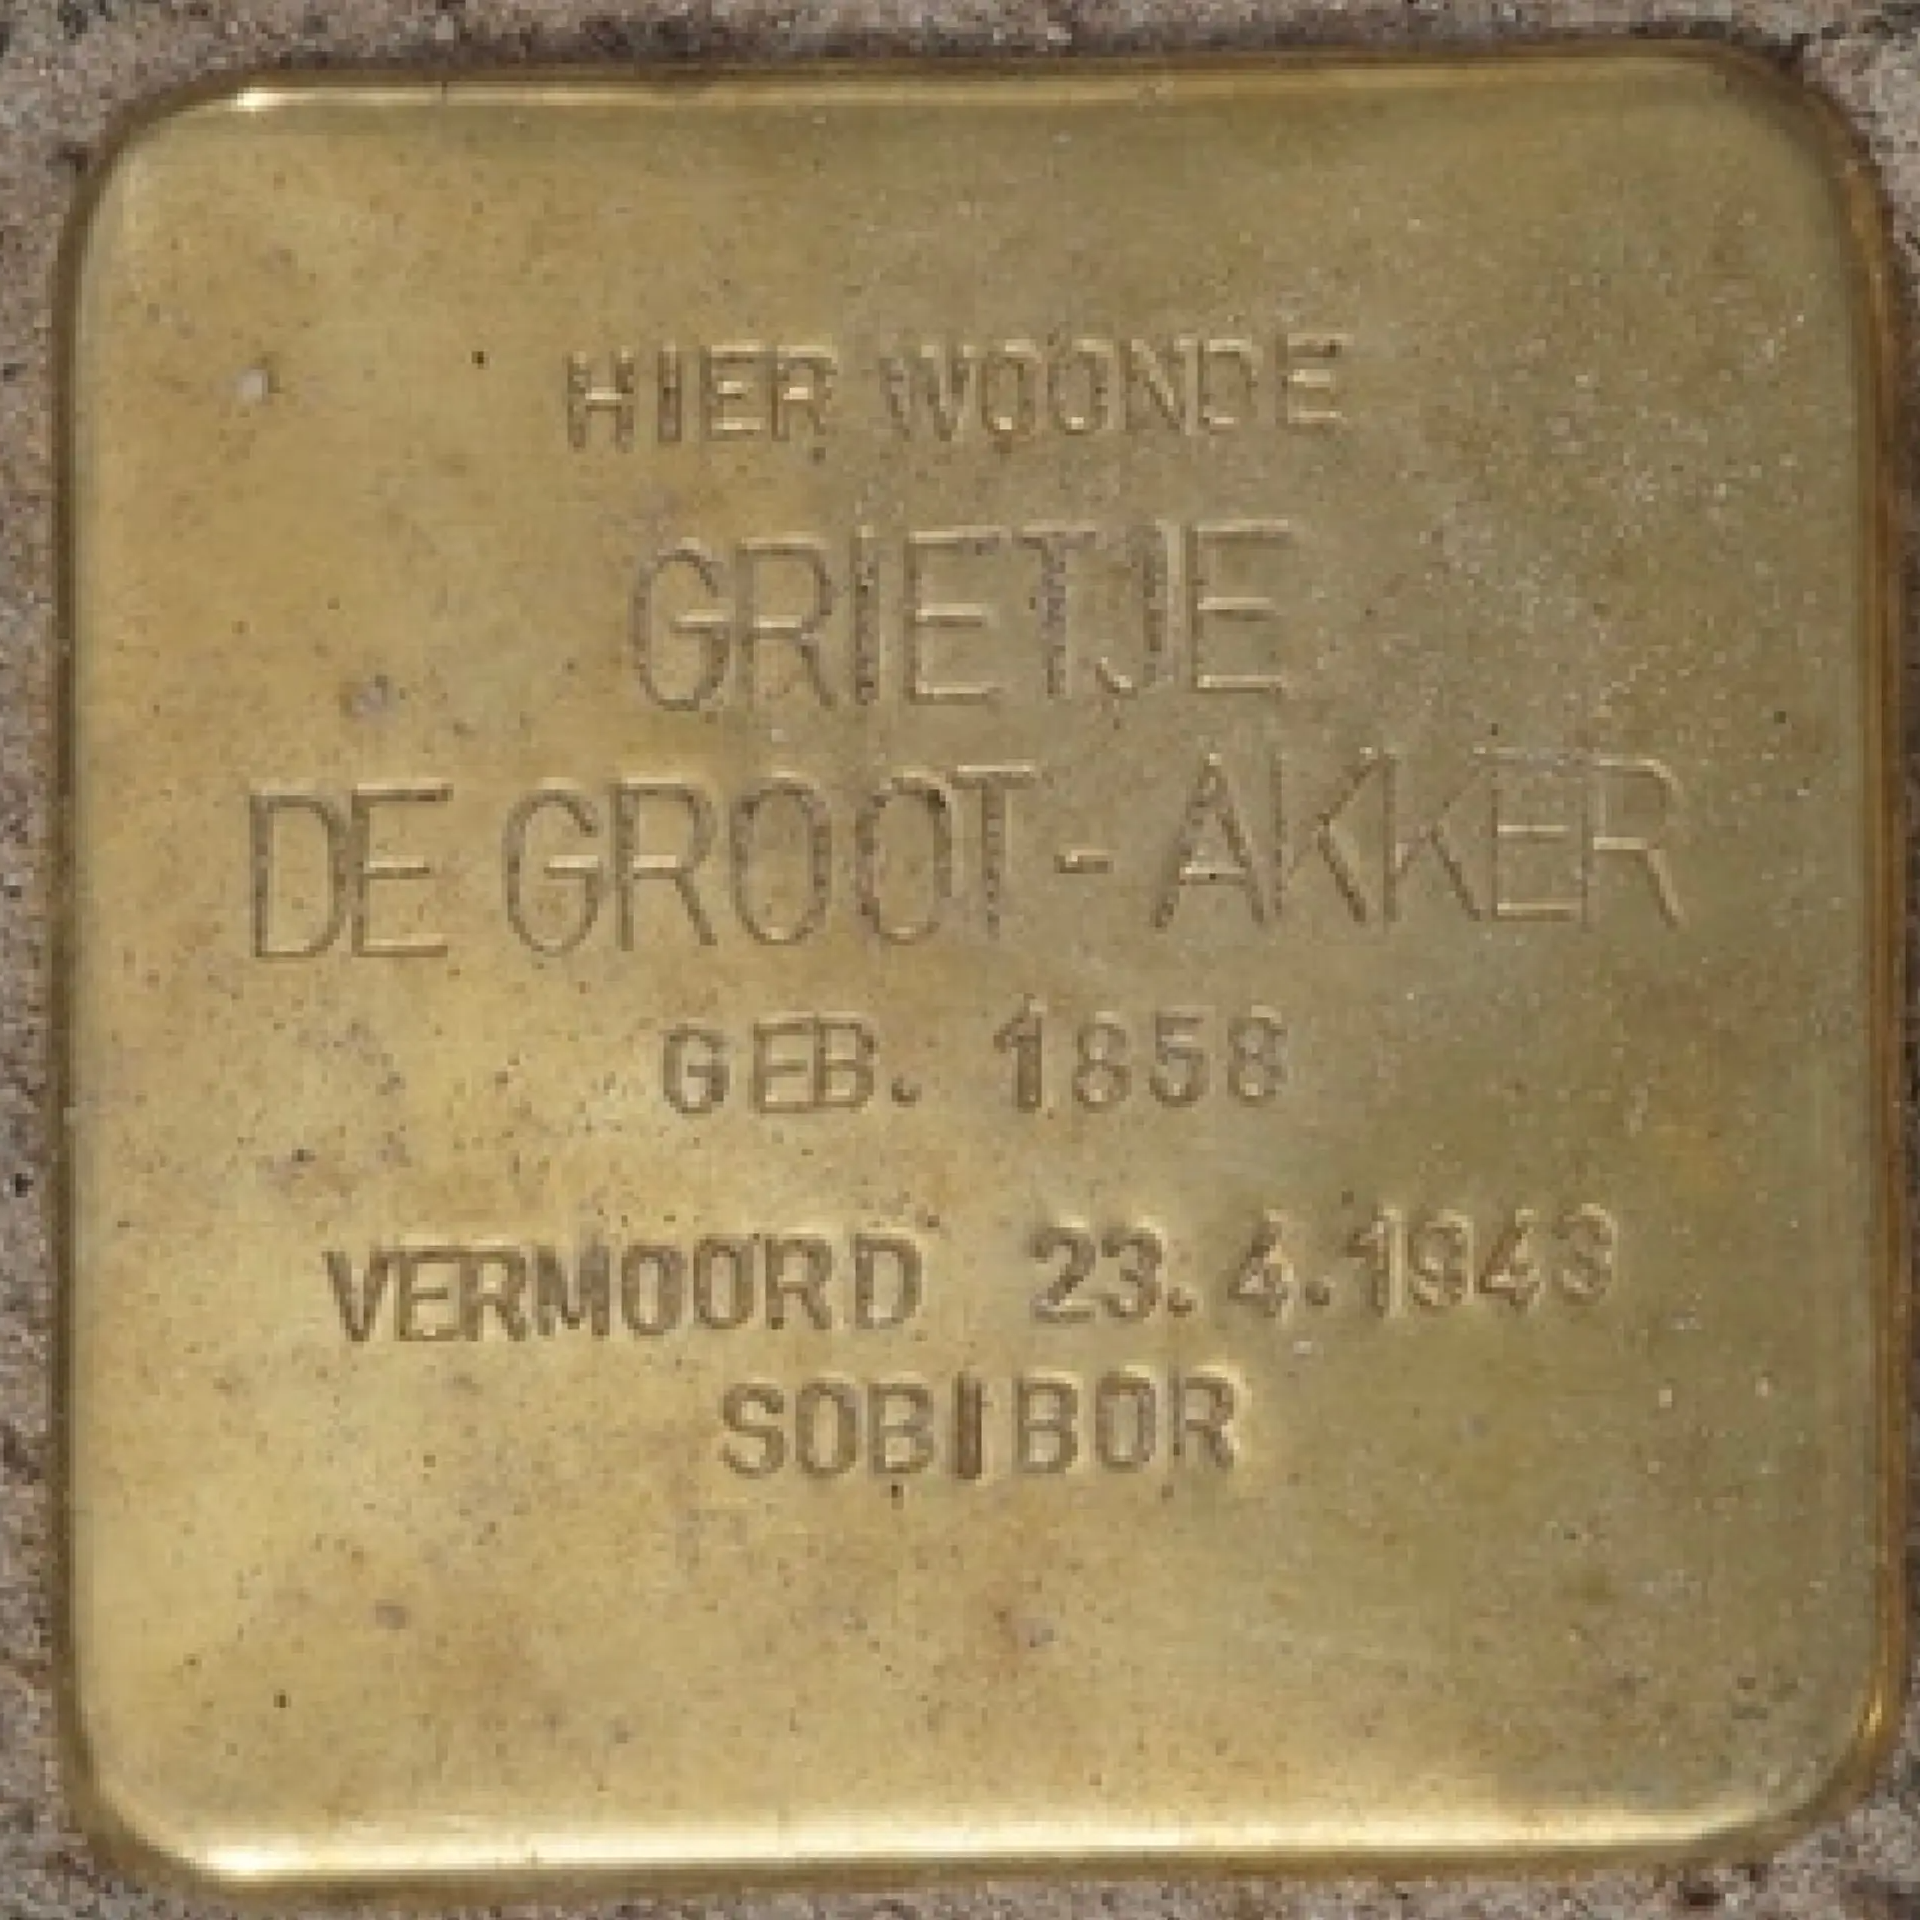 HIER WOONDE
GRIETJE
DE GROOT - AKKER
GEB. 1858
VERMOORD 23.4.1943
SOBIBOR